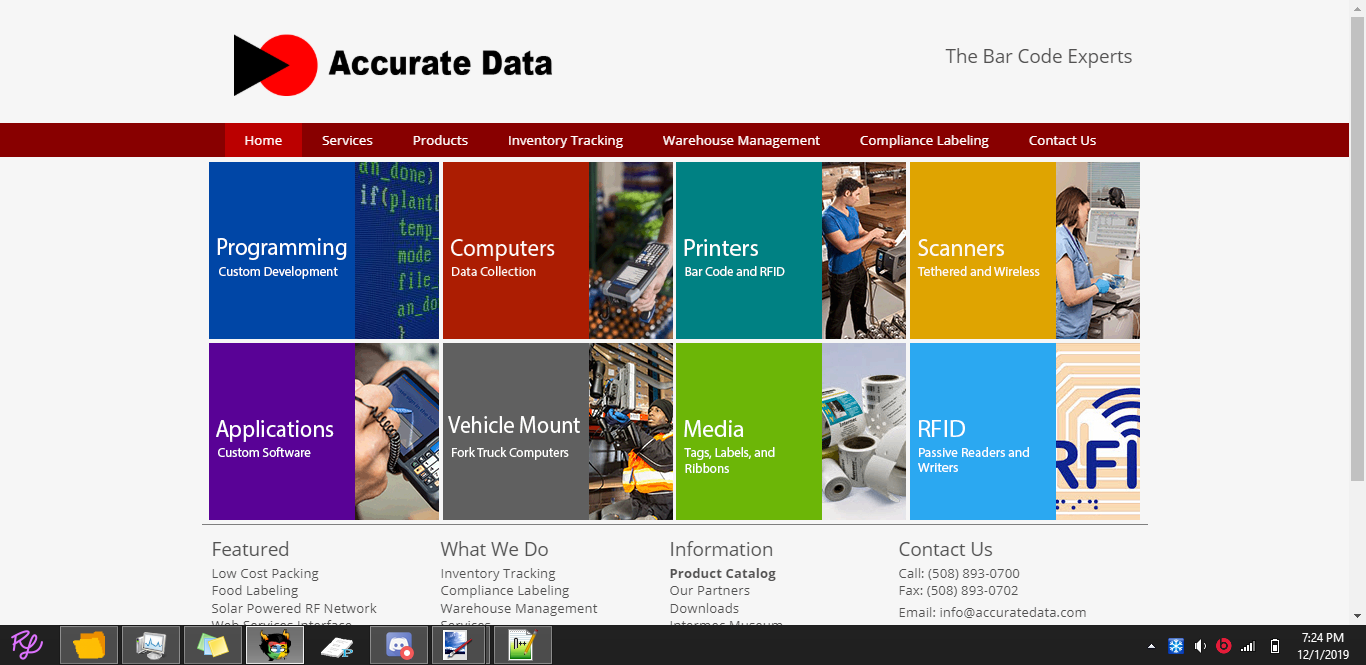 Accurate Data
The Bar Code Experts
Home Services Products Inventory Tracking Warehouse Management Compliance Labeling Contact Us
Programming
Custom Development
an_done)
if(plant[
temp_
mode
file_
an_do
}
Computers
Data Collection
Printers
Bar Code and RFID
Scanners
Tethered and Wireless
Applications
Custom Software
Vehicle Mount
Fork Truck Computers
Media
Tags, Labels, and
Ribbons
RFID
Passive Readers and
Writers
RFI
Featured
Low Cost Packing
Food Labeling
Solar Powered RF Network
Web Services Interface
What We Do
Inventory Tracking
Compliance Labeling
Warehouse Management
Services
Information
Product Catalog
Our Partners
Downloads
Intermec Museum
Contact Us
Call: (508) 893-0700
Fax: (508) 893-0702
Email: info@accuratedata.com
7:24 PM
12/1/2019